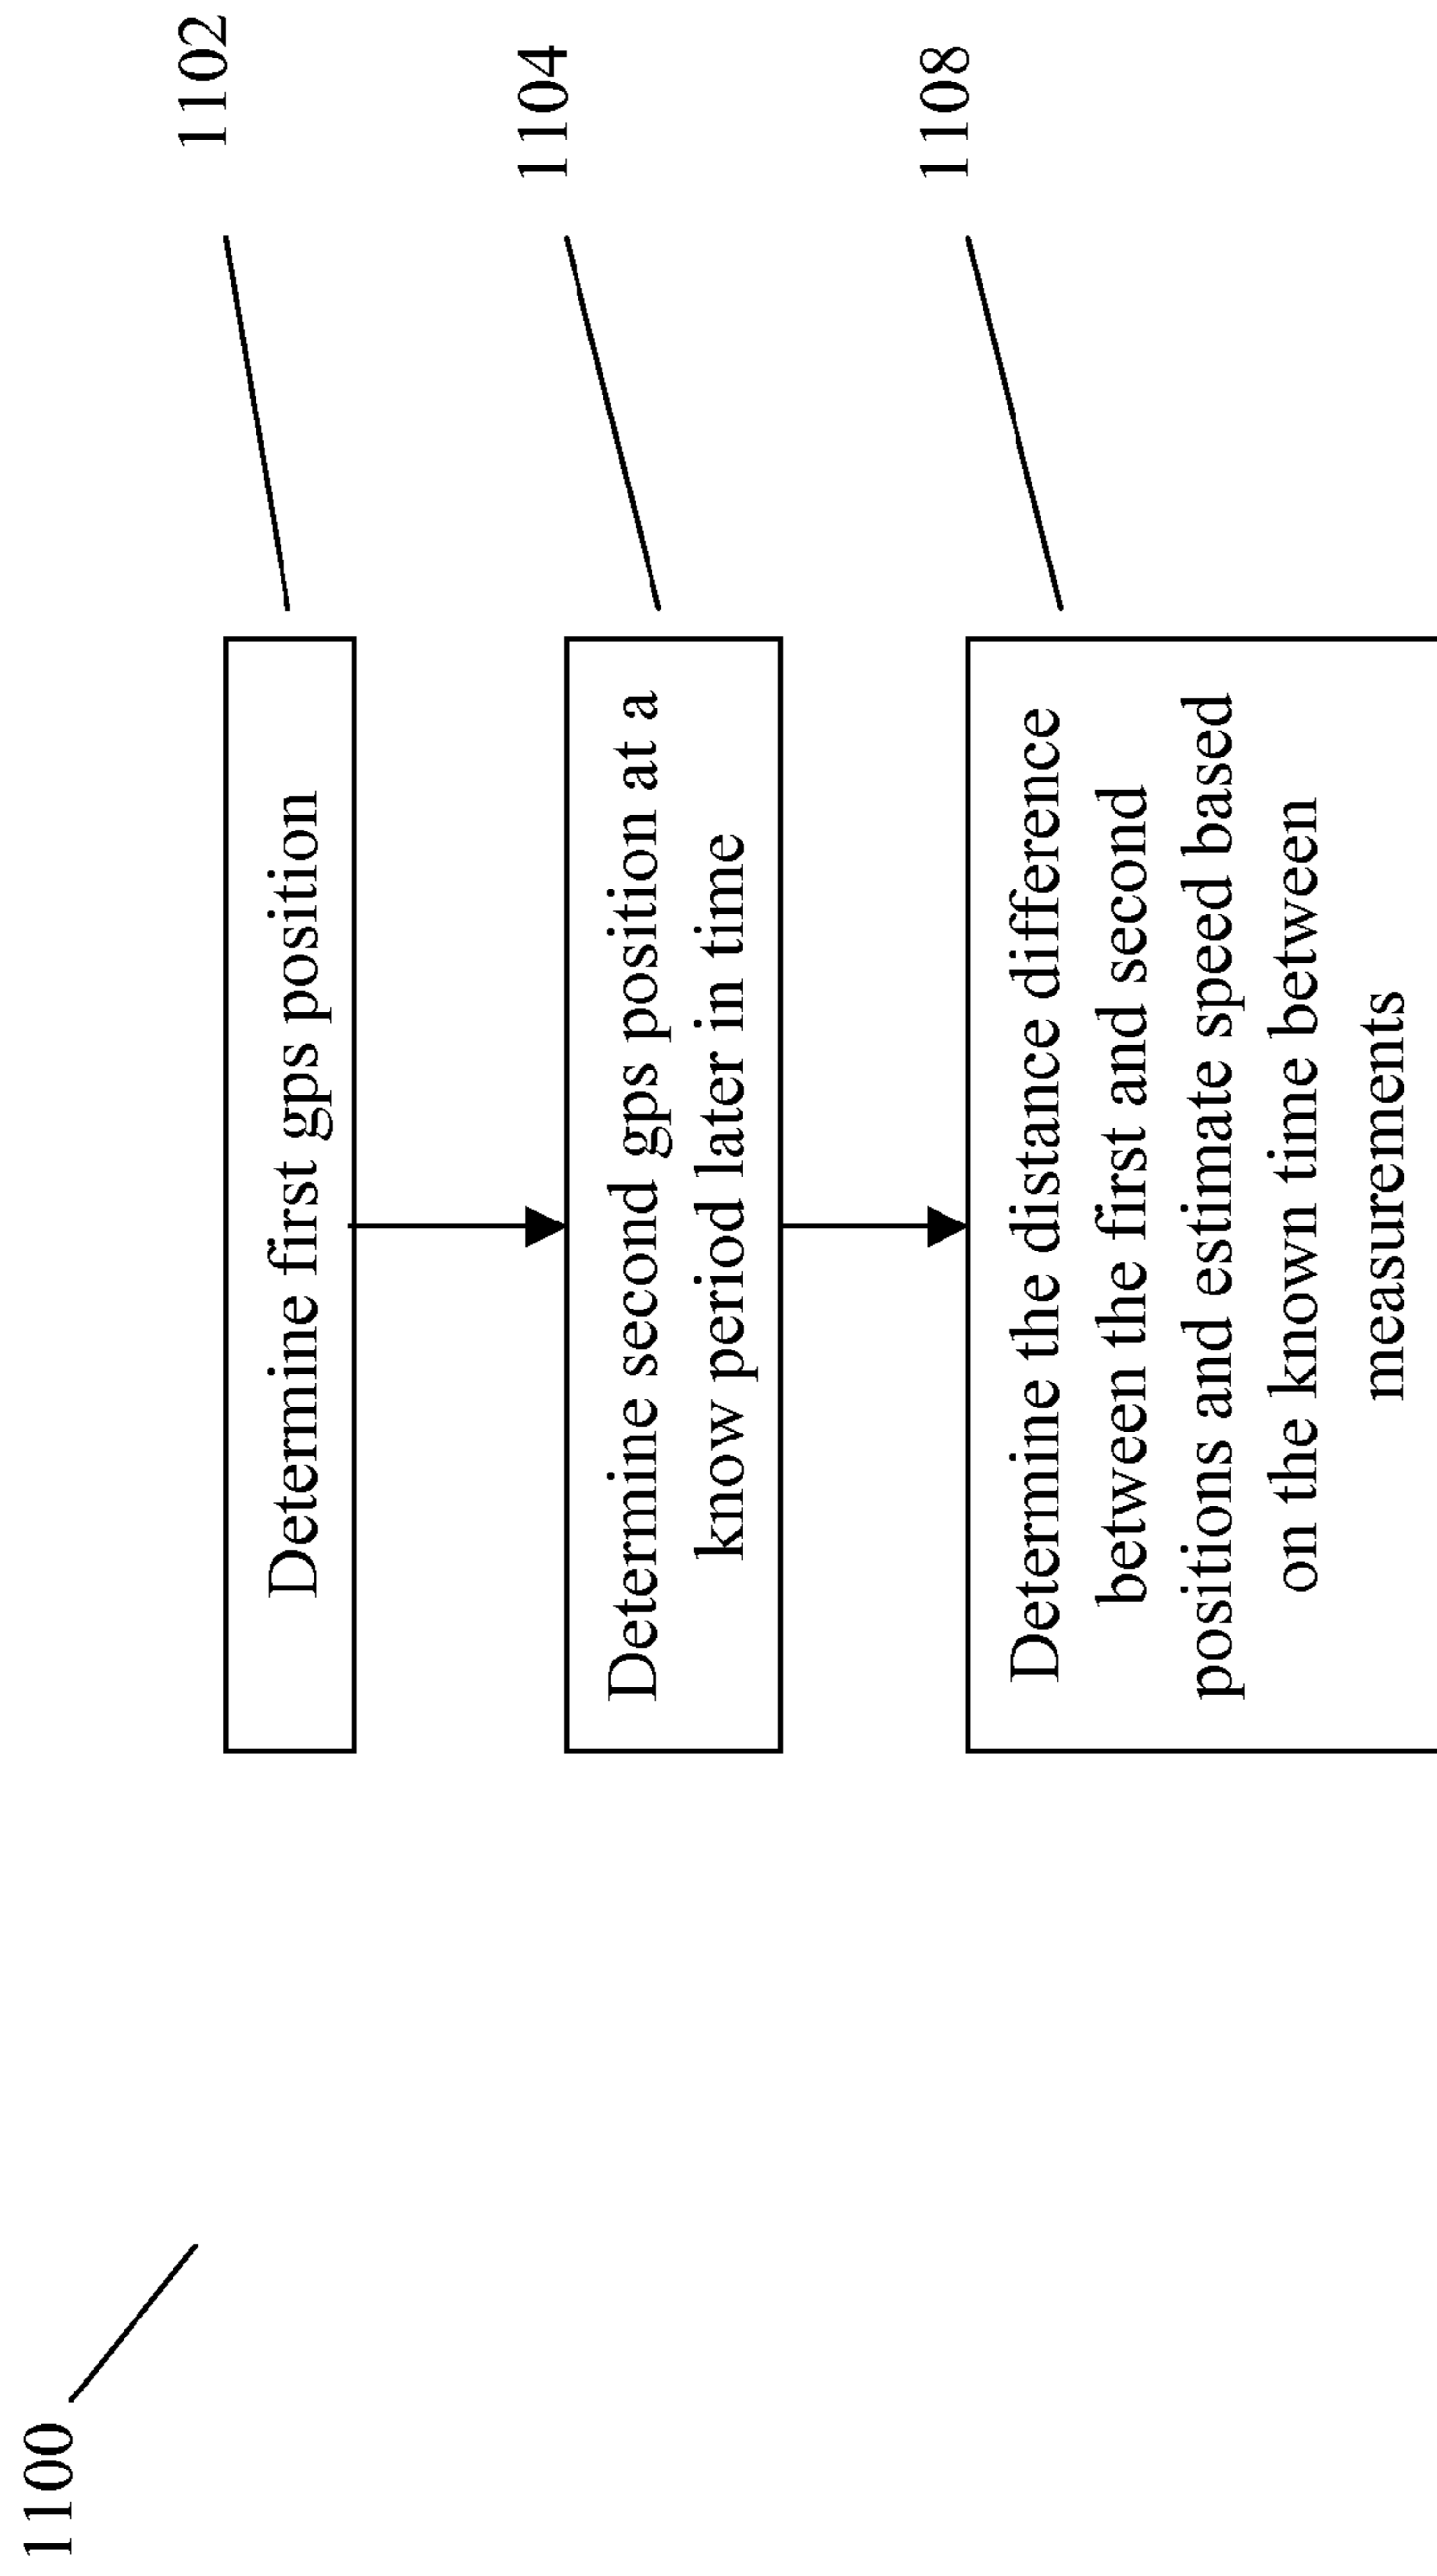 1100
Determine first gps position
1102
Determine second gps position at a
know period later in time
1104
Determine the distance difference
between the first and second
positions and estimate speed based
on the known time between
measurements
1108